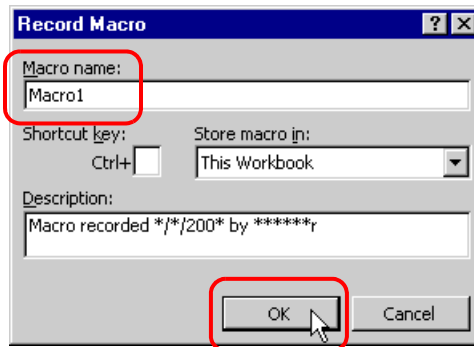 Record Macro
Macro name:
Macro1
Shortcut key: Store macro in:
Ctrl+ This Workbook
Description:
Macro recorded */*/200* by ******r
OK Cancel